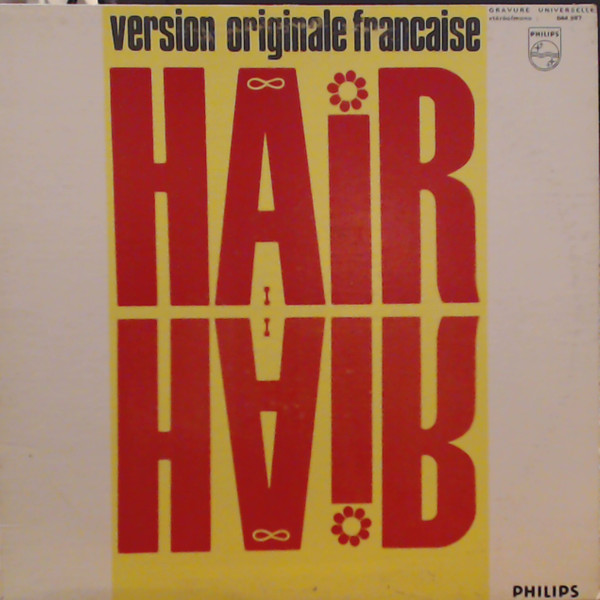 version originale francaise
GRAVURE UNIVERSELLE
PHILIPS
HAiR
HAiR
PHILIPS